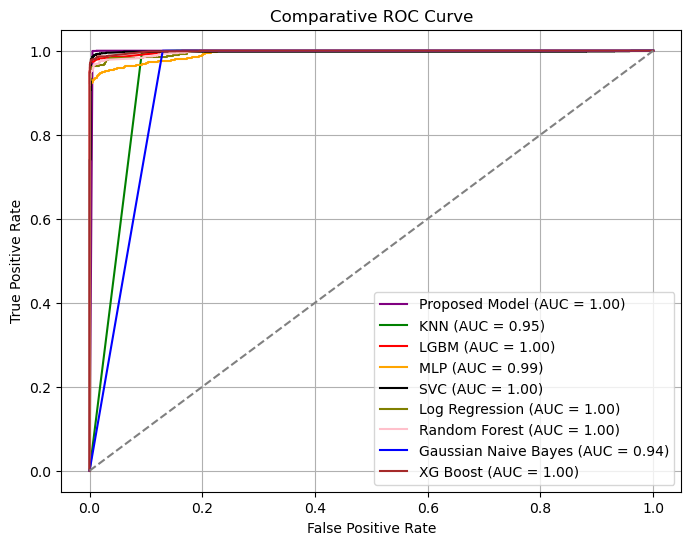 Comparative ROC Curve
True Positive Rate
1.0
0.8
0.6
0.4
0.2
0.0
Proposed Model (AUC = 1.00)
KNN (AUC = 0.95)
LGBM (AUC = 1.00)
MLP (AUC = 0.99)
SVC (AUC = 1.00)
Log Regression (AUC = 1.00)
Random Forest (AUC = 1.00)
Gaussian Naive Bayes (AUC = 0.94)
XG Boost (AUC = 1.00)
0.0 0.2 0.4 0.6 0.8 1.0
False Positive Rate